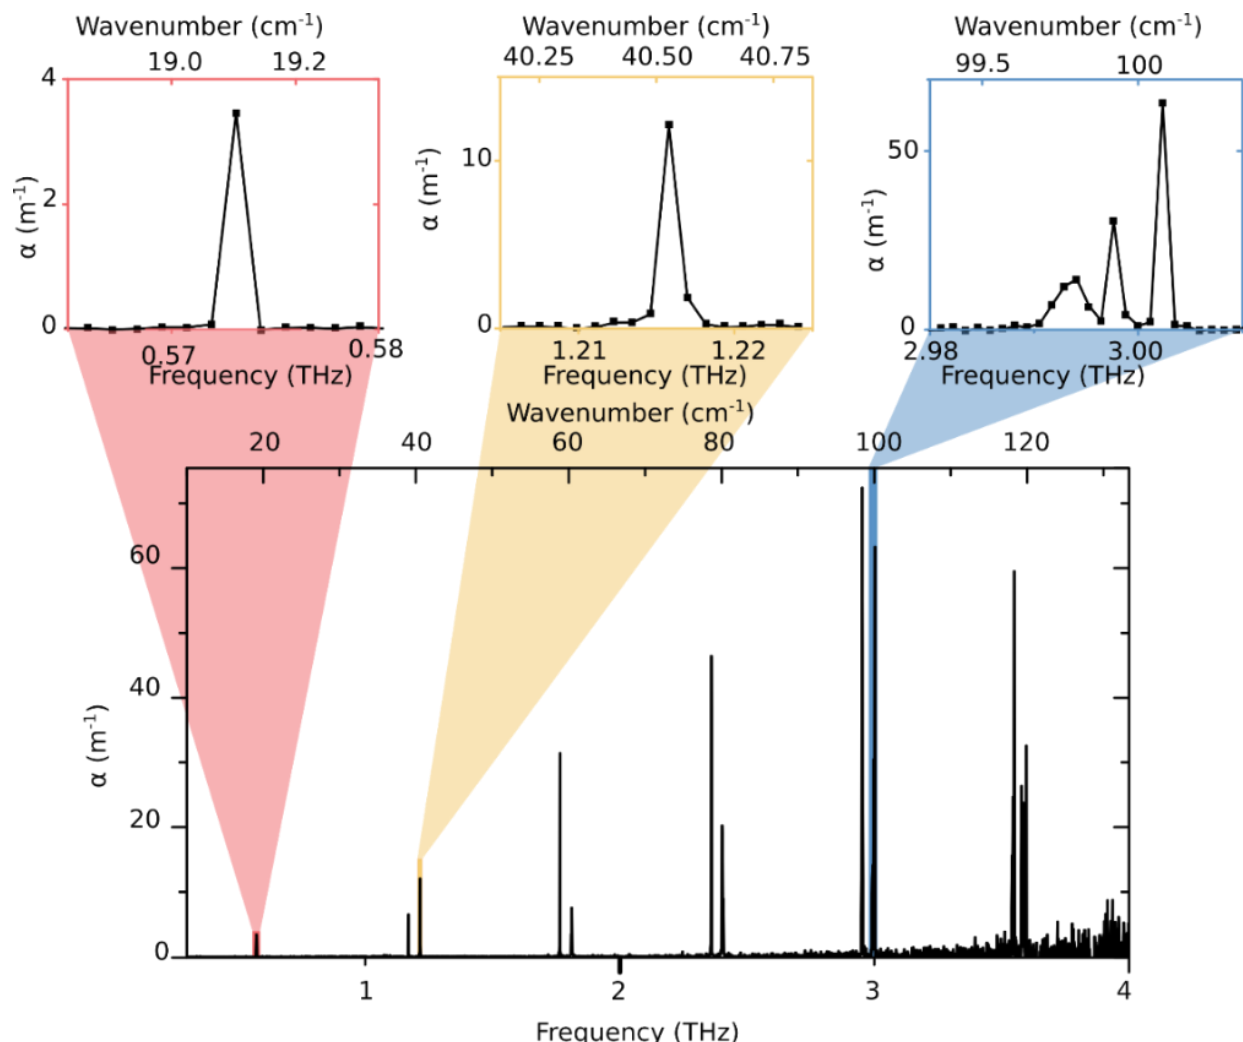 Wavenumber (cm⁻¹)
19.0 19.2
4
2
0
α (m⁻¹)
0.57 0.58
Frequency (THz)
Wavenumber (cm⁻¹)
40.25 40.50 40.75
10
0
α (m⁻¹)
1.21 1.22
Frequency (THz)
Wavenumber (cm⁻¹)
99.5 100
50
0
α (m⁻¹)
2.98 3.00
Frequency (THz)
Wavenumber (cm⁻¹)
20 40 60 80 100 120
60
40
20
0
α (m⁻¹)
1 2 3 4
Frequency (THz)